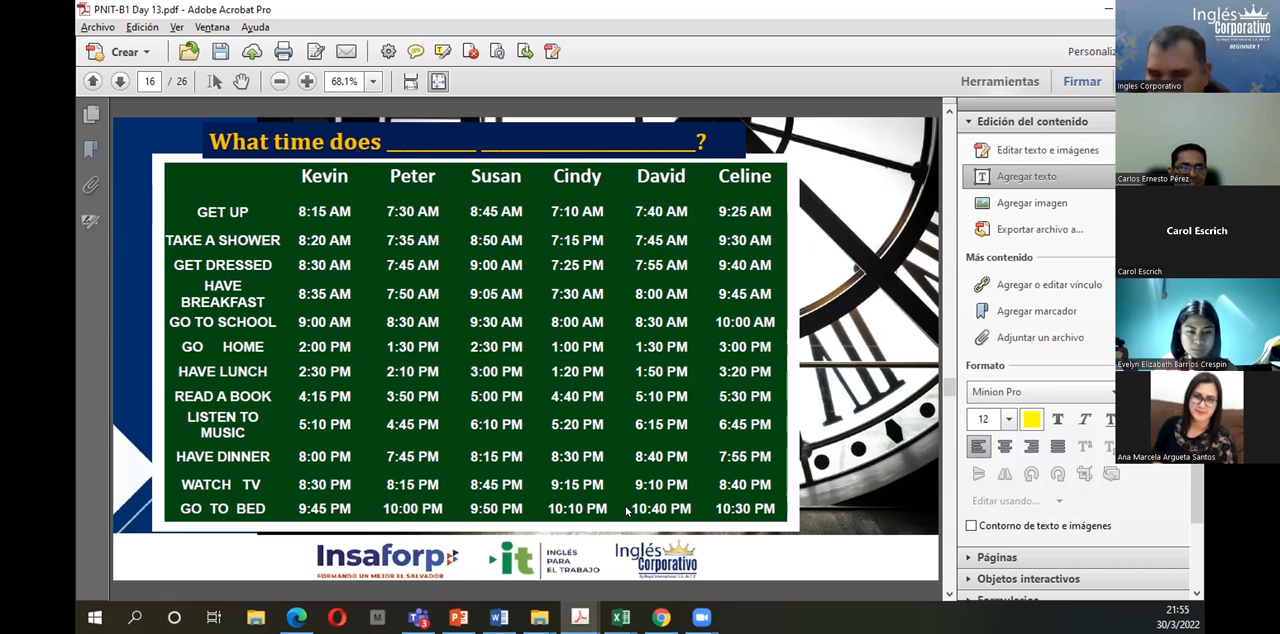 PNIT-B1 Day 13.pdf - Adobe Acrobat Pro
Archivo Edición Ver Ventana Ayuda
Crear
Personaliz
16 / 26
68.1%
Herramientas Firmar
What time does __________ ________________________?
Kevin Peter Susan Cindy David Celine
GET UP 8:15 AM 7:30 AM 8:45 AM 7:10 AM 7:40 AM 9:25 AM
TAKE A SHOWER 8:20 AM 7:35 AM 8:50 AM 7:15 PM 7:45 AM 9:30 AM
GET DRESSED 8:30 AM 7:45 AM 9:00 AM 7:25 PM 7:55 AM 9:40 AM
HAVE
BREAKFAST 8:35 AM 7:50 AM 9:05 AM 7:30 AM 8:00 AM 9:45 AM
GO TO SCHOOL 9:00 AM 8:30 AM 9:30 AM 8:00 AM 8:30 AM 10:00 AM
GO HOME 2:00 PM 1:30 PM 2:30 PM 1:00 PM 1:30 PM 3:00 PM
HAVE LUNCH 2:30 PM 2:10 PM 3:00 PM 1:20 PM 1:50 PM 3:20 PM
READ A BOOK 4:15 PM 3:50 PM 5:00 PM 4:40 PM 5:10 PM 5:30 PM
LISTEN TO
MUSIC 5:10 PM 4:45 PM 6:10 PM 5:20 PM 6:15 PM 6:45 PM
HAVE DINNER 8:00 PM 7:45 PM 8:15 PM 8:30 PM 8:40 PM 7:55 PM
WATCH TV 8:30 PM 8:15 PM 8:45 PM 9:15 PM 9:10 PM 8:40 PM
GO TO BED 9:45 PM 10:00 PM 9:50 PM 10:10 PM 10:40 PM 10:30 PM
Insaforp
FORMANDO UN MEJOR EL SALVADOR
it
INGLÉS
PARA
EL TRABAJO
Inglés
Corporativo
Edición del contenido
Editar texto e imágenes
Agregar texto
Agregar imagen
Exportar archivo a...
Más contenido
Agregar o editar vínculo
Agregar marcador
Adjuntar un archivo
Formato
Minion Pro
12
Editar usando...
Contorno de texto e imágenes
Páginas
Objetos interactivos
Inglés
Corporativo
BEGINNER 1
Ingles Corporativo
Carlos Ernesto Pérez
Carol Escrich
Carol Escrich
Evelyn Elizabeth Barrios Crespin
Ana Marcela Argueta Santos
21:55
30/3/2022